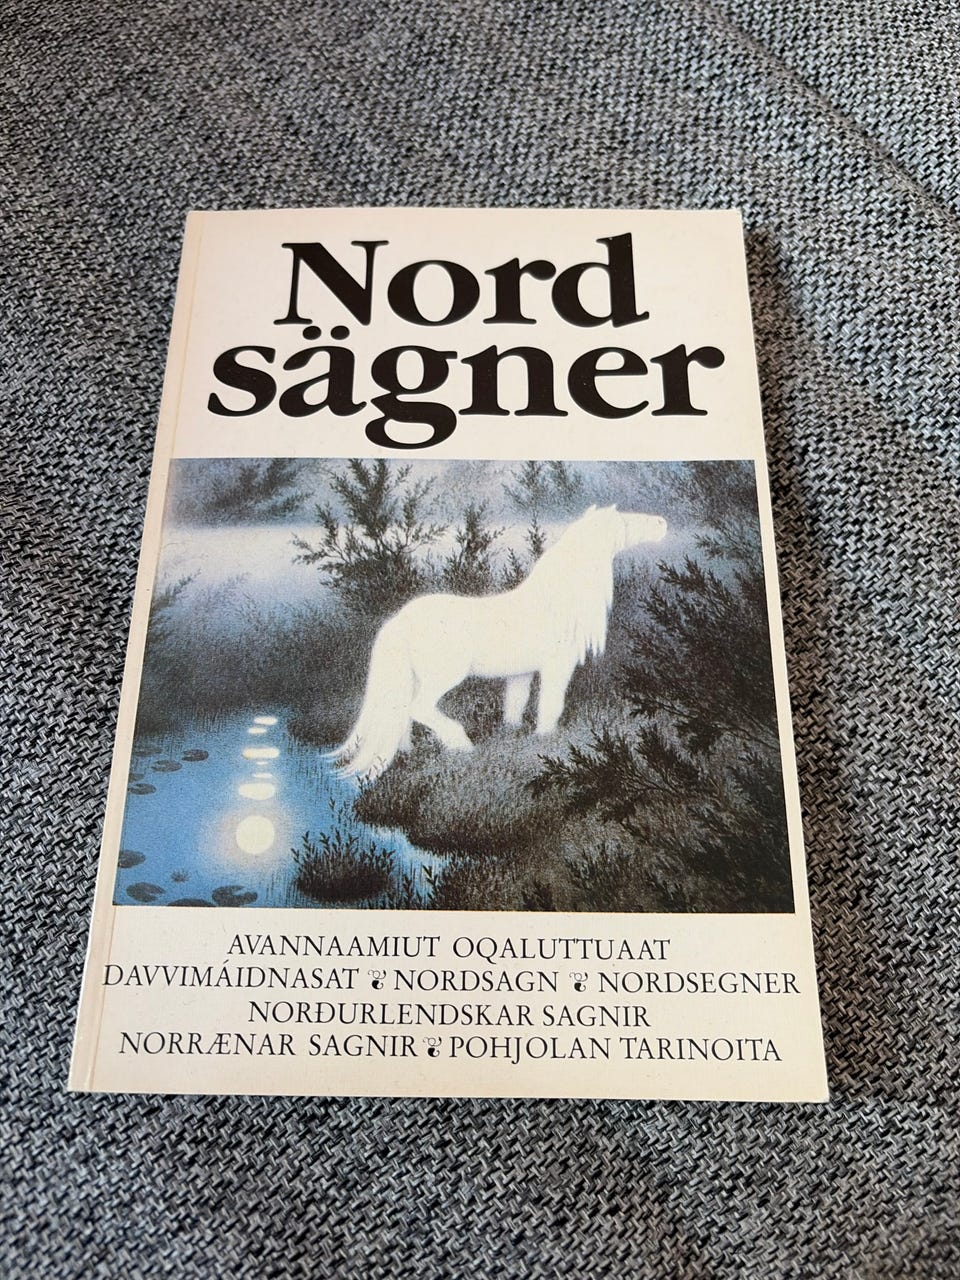 Nord
sägner
AVANNAAMIUT OQALUTTUAAT
DAVVIMÁIDNASAT ❦ NORDSAGN ❦ NORDSEGNER
NORÐURLENDSKAR SAGNIR
NORRÆNAR SAGNIR ❦ POHJOLAN TARINOITA